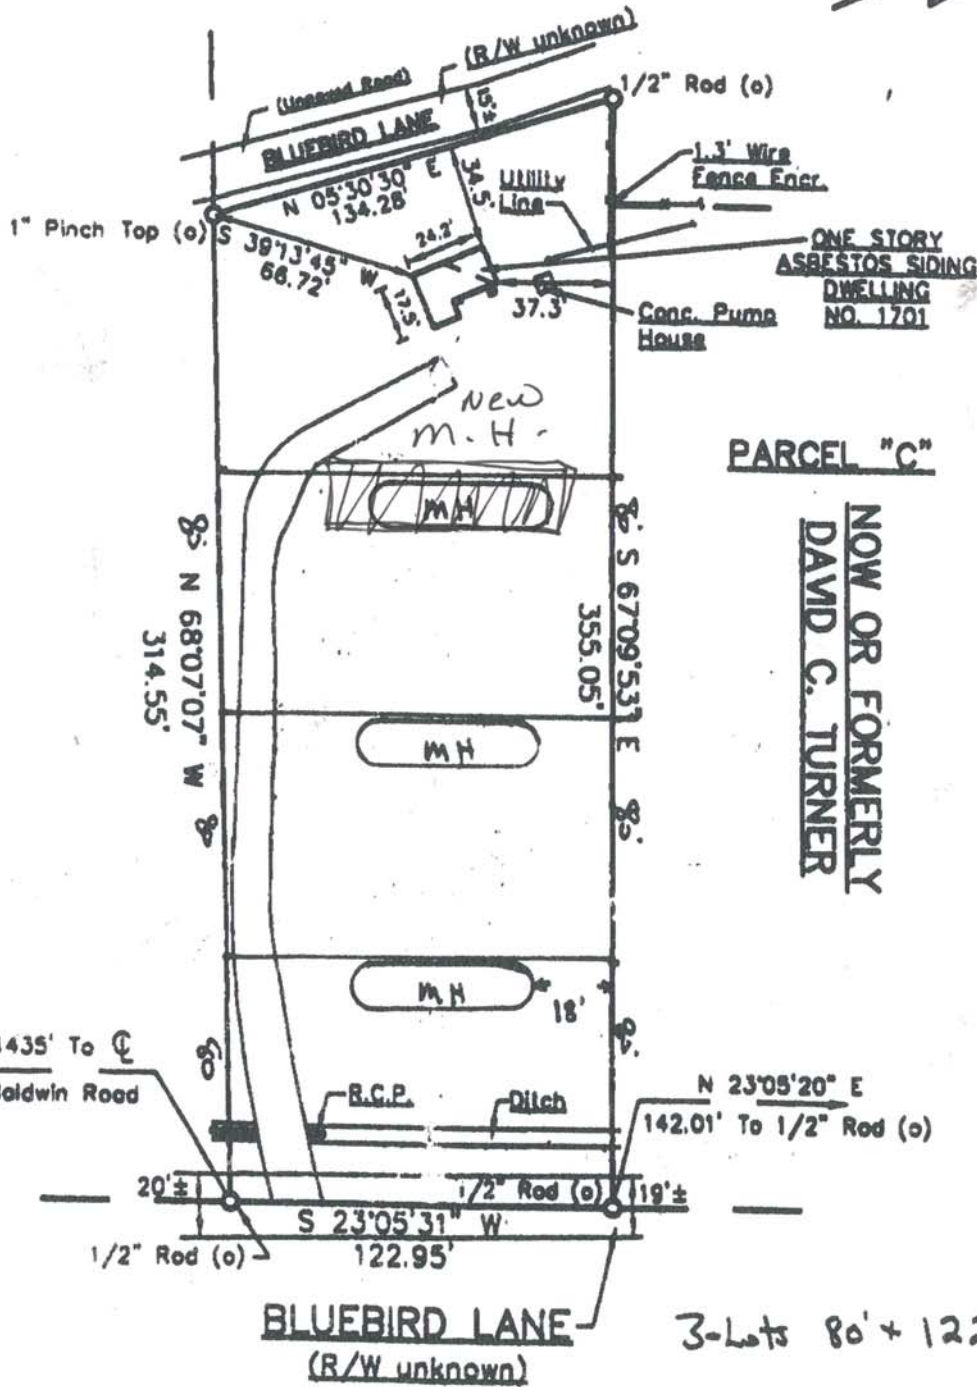 (R/W unknown)
(Unpaved Road)
15'±
1/2" Rod (o)
BLUEBIRD LANE
N 05°30'30" E
134.28'
34.5'
Utility
Line
1.3' Wire
Fence Encr.
1" Pinch Top (o)
S 39°13'45" W
66.72'
24.2'
17.5'
37.3'
ONE STORY
ASBESTOS SIDING
DWELLING
NO. 1701
Conc. Pump
House
New
M. H.
PARCEL "C"
MH
80' N 68°07'07" W 80
314.55'
80' S 67°09'53" E 80'
355.05'
NOW OR FORMERLY
DAVID C. TURNER
MH
MH
18'
80
80'
435' To ℄
Baldwin Road
R.C.P.
Ditch
N 23°05'20" E
142.01' To 1/2" Rod (o)
20'±
1/2" Rod (o)
19'±
S 23°05'31" W
122.95'
1/2" Rod (o)
BLUEBIRD LANE
(R/W unknown)
3-Lots 80' + 122